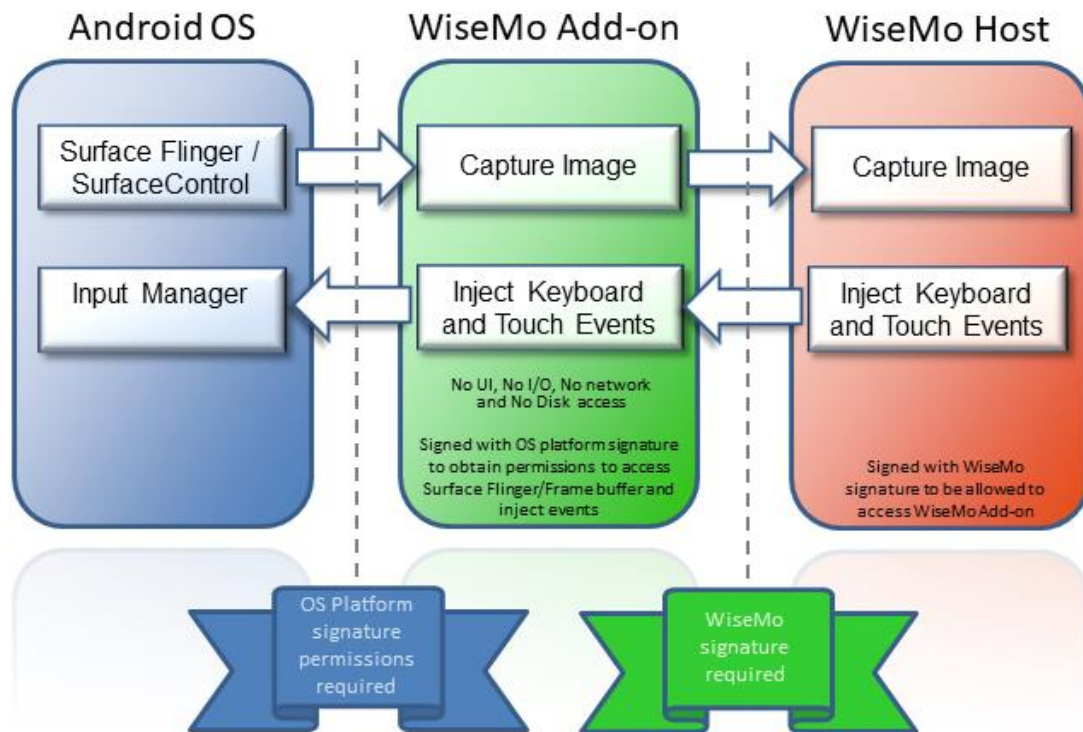 Android OS
WiseMo Add-on
WiseMo Host
Surface Flinger /
SurfaceControl
Capture Image
Capture Image
Input Manager
Inject Keyboard
and Touch Events
Inject Keyboard
and Touch Events
No UI, No I/O, No network
and No Disk access
Signed with OS platform signature
to obtain permissions to access
Surface Flinger/Frame buffer and
inject events
Signed with WiseMo
signature to be allowed to
access WiseMo Add-on
OS Platform
signature
permissions
required
WiseMo
signature
required